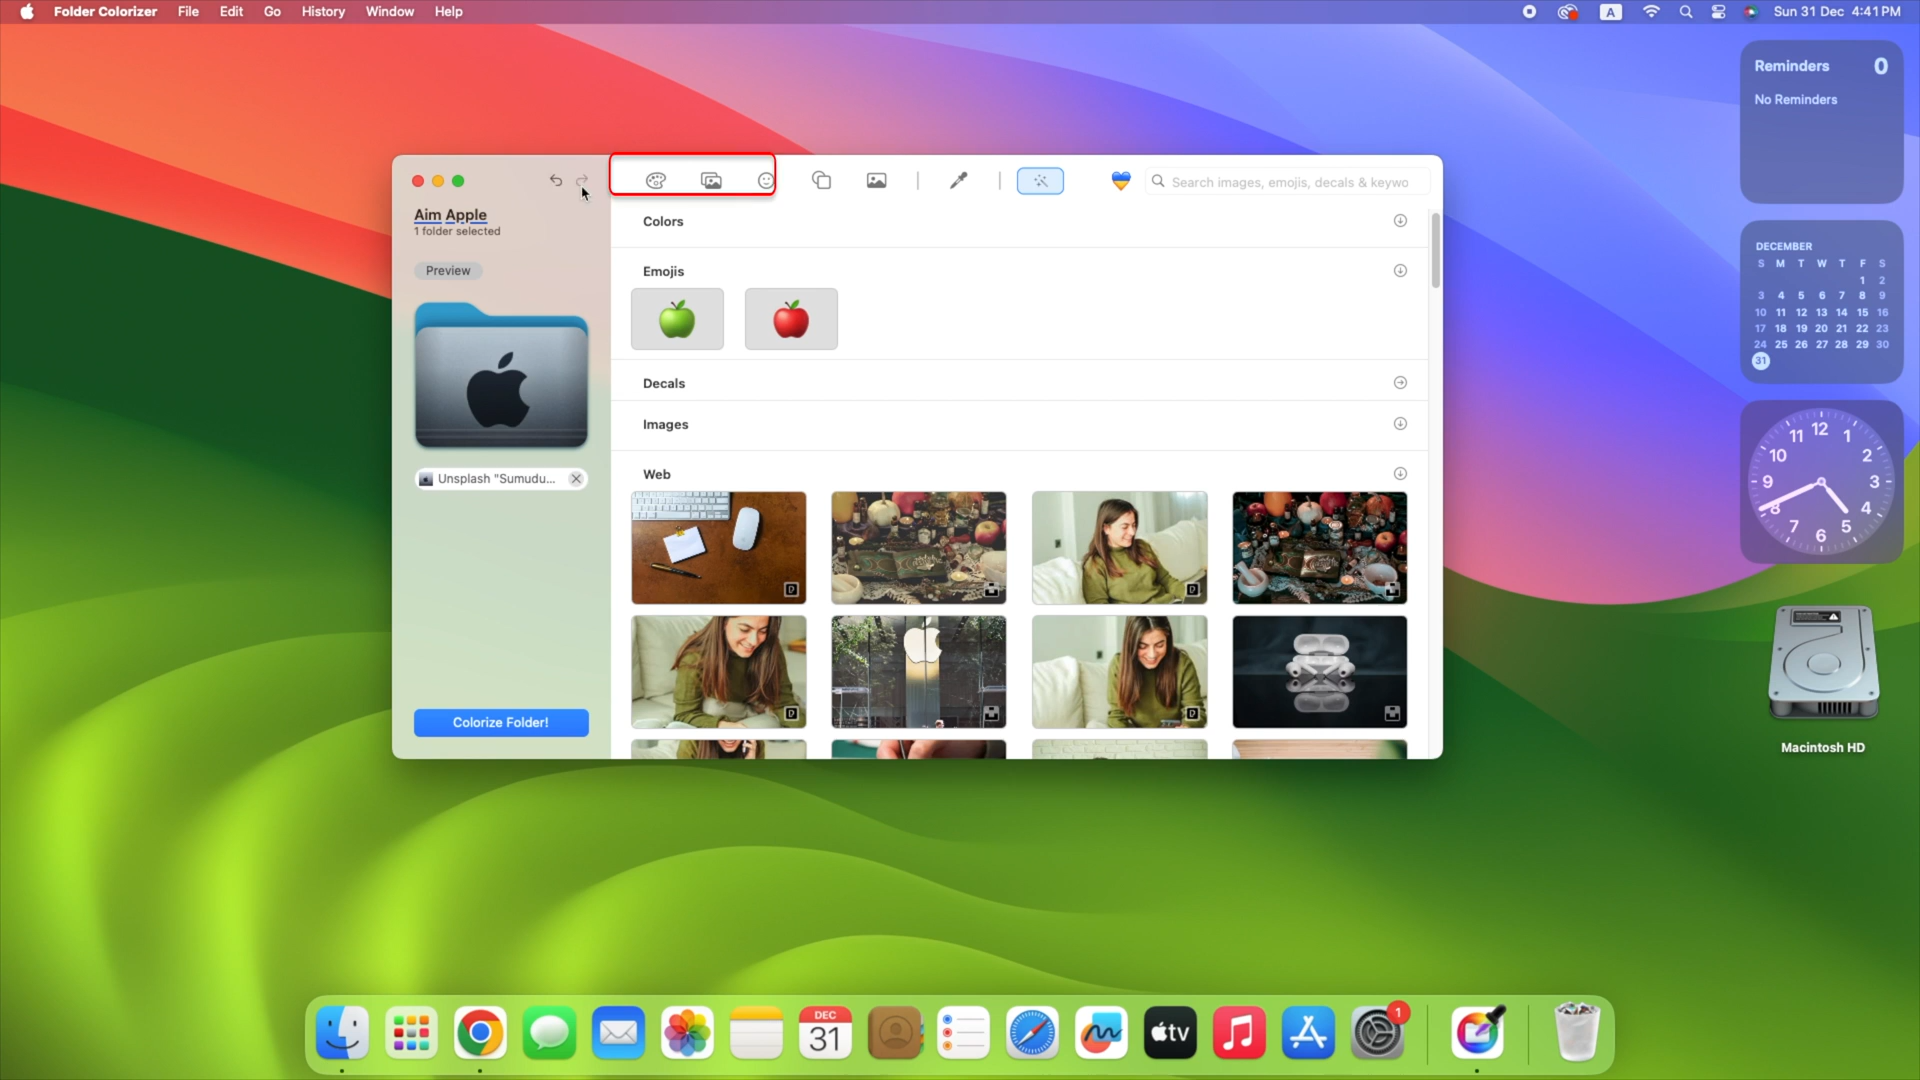 Folder Colorizer File Edit Go History Window Help
A Sun 31 Dec 4:41 PM
Reminders 0
No Reminders
Aim Apple
1 folder selected
Preview
Unsplash "Sumudu...
Colorize Folder!
Search images, emojis, decals & keywo
Colors
Emojis
Decals
Images
Web
D
D
D
D
DECEMBER
S M T W T F S
1 2
3 4 5 6 7 8 9
10 11 12 13 14 15 16
17 18 19 20 21 22 23
24 25 26 27 28 29 30
31
12 1 2 3 4 5 6 7 8 9 10 11
Macintosh HD
DEC
31
tv
1